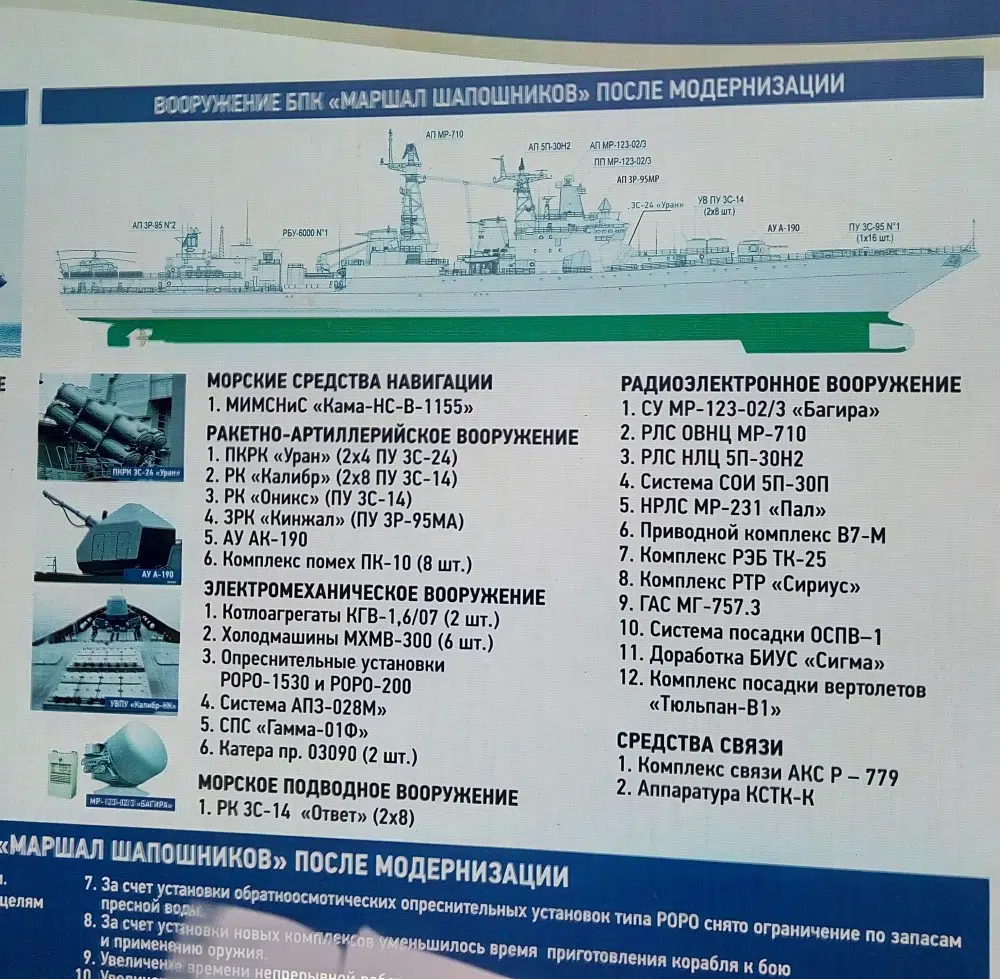 ВООРУЖЕНИЕ БПК «МАРШАЛ ШАПОШНИКОВ» ПОСЛЕ МОДЕРНИЗАЦИИ
АП МР-710
АП 5П-30Н2
АП МР-123-02/3
ПП МР-123-02/3
АП ЗР-95МР
3С-24 «Уран»
УВ ПУ 3С-14
(2х8 шт.)
АП ЗР-95 №2
РБУ-6000 №1
АУ А-190
ПУ ЗС-95 №1
(1х16 шт.)
Е
ПКРК ЗС-24 «Уран»
АУ А-190
УВПУ «Калибр-НК»
МР-123-02/3 «БАГИРА»
МОРСКИЕ СРЕДСТВА НАВИГАЦИИ
1. МИМСНиС «Кама-НС-В-1155»
РАКЕТНО-АРТИЛЛЕРИЙСКОЕ ВООРУЖЕНИЕ
1. ПКРК «Уран» (2х4 ПУ ЗС-24)
2. РК «Калибр» (2х8 ПУ ЗС-14)
3. РК «Оникс» (ПУ ЗС-14)
4. ЗРК «Кинжал» (ПУ ЗР-95МА)
5. АУ АК-190
6. Комплекс помех ПК-10 (8 шт.)
ЭЛЕКТРОМЕХАНИЧЕСКОЕ ВООРУЖЕНИЕ
1. Котлоагрегаты КГВ-1,6/07 (2 шт.)
2. Холодмашины МХМВ-300 (6 шт.)
3. Опреснительные установки
РОРО-1530 и РОРО-200
4. Система АПЗ-028М»
5. СПС «Гамма-01Ф»
6. Катера пр. 03090 (2 шт.)
МОРСКОЕ ПОДВОДНОЕ ВООРУЖЕНИЕ
1. РК ЗС-14 «Ответ» (2х8)
РАДИОЭЛЕКТРОННОЕ ВООРУЖЕНИЕ
1. СУ МР-123-02/3 «Багира»
2. РЛС ОВНЦ МР-710
3. РЛС НЛЦ 5П-30Н2
4. Система СОИ 5П-30П
5. НРЛС МР-231 «Пал»
6. Приводной комплекс В7-М
7. Комплекс РЭБ ТК-25
8. Комплекс РТР «Сириус»
9. ГАС МГ-757.3
10. Система посадки ОСПВ–1
11. Доработка БИУС «Сигма»
12. Комплекс посадки вертолетов
«Тюльпан-В1»
СРЕДСТВА СВЯЗИ
1. Комплекс связи АКС Р – 779
2. Аппаратура КСТК-К
«МАРШАЛ ШАПОШНИКОВ» ПОСЛЕ МОДЕРНИЗАЦИИ
целям
7. За счет установки обратноосмотических опреснительных установок типа РОРО снято ограничение по запасам
пресной воды.
8. За счет установки новых комплексов уменьшилось время приготовления корабля к бою
и применению оружия.
9. Увеличение времени непрерывной
10.